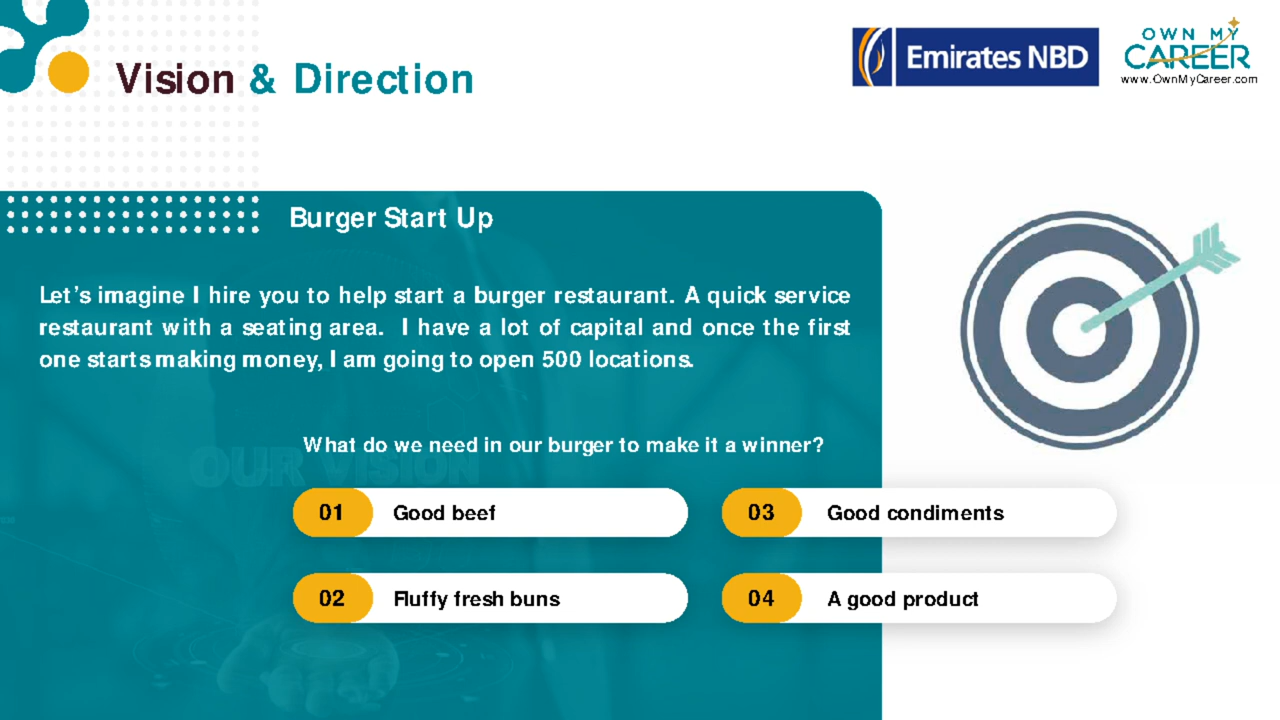 Vision & Direction
Emirates NBD
OWN MY
CAREER
www.OwnMyCareer.com
Burger Start Up
Let's imagine I hire you to help start a burger restaurant. A quick service
restaurant with a seating area. I have a lot of capital and once the first
one starts making money, I am going to open 500 locations.
What do we need in our burger to make it a winner?
OUR VISION
01 Good beef
03 Good condiments
02 Fluffy fresh buns
04 A good product